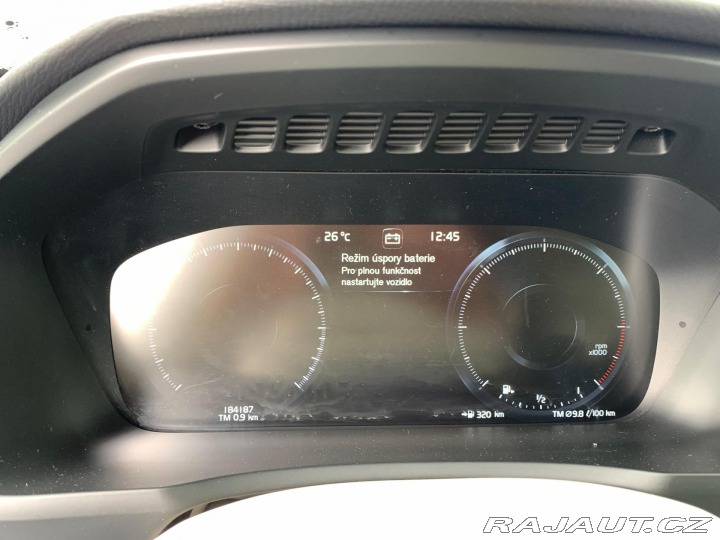 26 °C 12:45
Režim úspory baterie
Pro plnou funkčnost
nastartujte vozidlo
rpm
x1000
1/2 1
184187
TM 0.9 km
320 km
TM Ø9.8 ℓ/100 km
RAJAUT.CZ